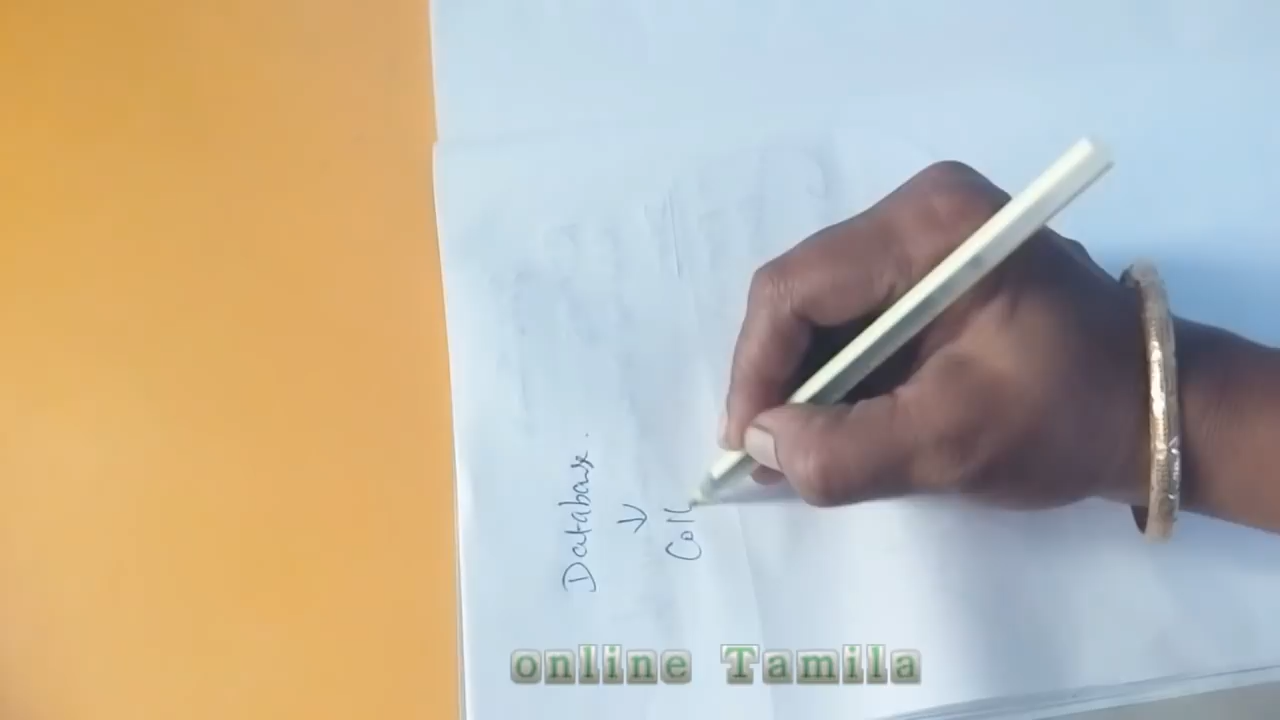 Database.
↓
Coll
online Tamila